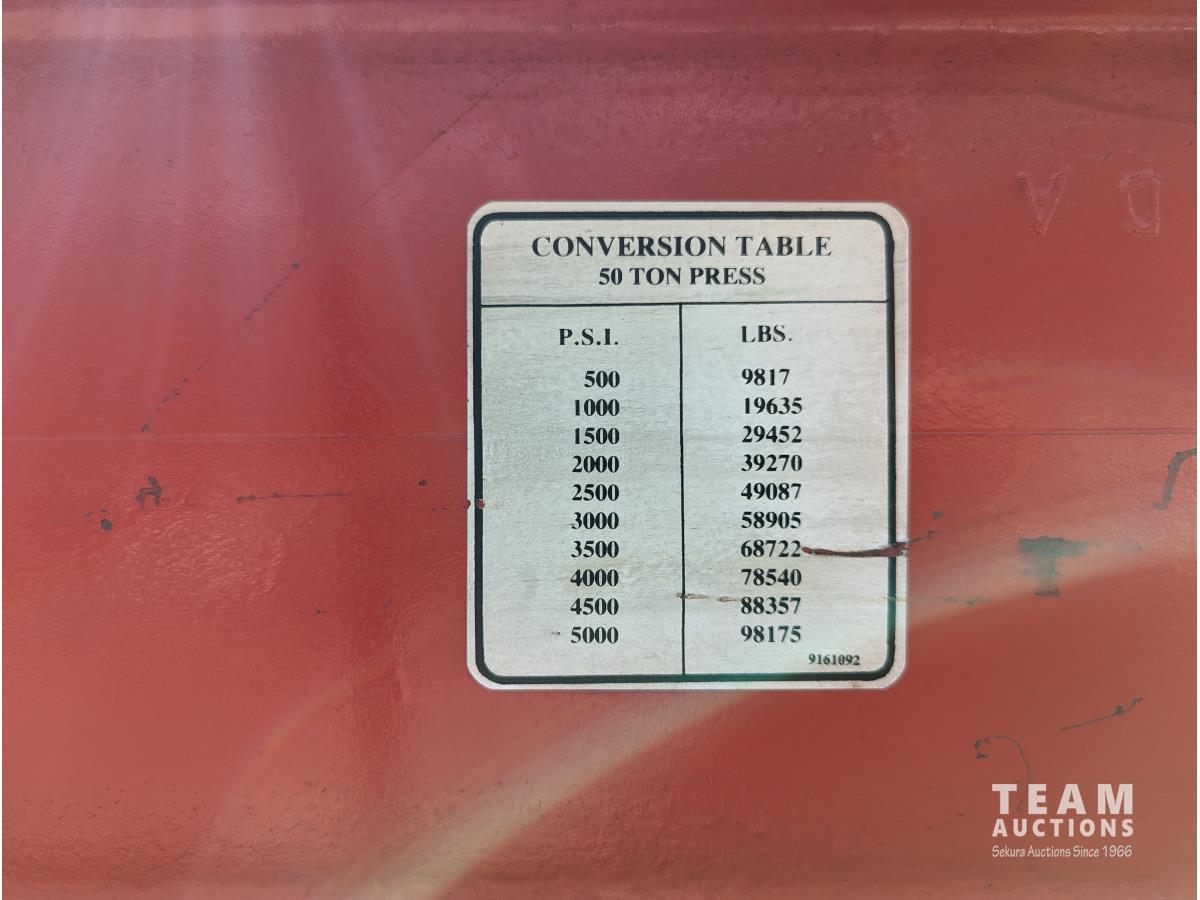 CONVERSION TABLE
50 TON PRESS
P.S.I. LBS.
500 9817
1000 19635
1500 29452
2000 39270
2500 49087
3000 58905
3500 68722
4000 78540
4500 88357
5000 98175
9161092
TEAM
AUCTIONS
Sekura Auctions Since 1966